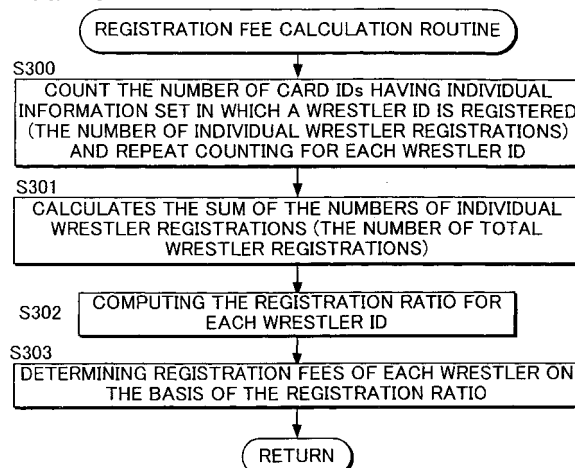 REGISTRATION FEE CALCULATION ROUTINE
S300
COUNT THE NUMBER OF CARD IDs HAVING INDIVIDUAL
INFORMATION SET IN WHICH A WRESTLER ID IS REGISTERED
(THE NUMBER OF INDIVIDUAL WRESTLER REGISTRATIONS)
AND REPEAT COUNTING FOR EACH WRESTLER ID
S301
CALCULATES THE SUM OF THE NUMBERS OF INDIVIDUAL
WRESTLER REGISTRATIONS (THE NUMBER OF TOTAL
WRESTLER REGISTRATIONS)
S302
COMPUTING THE REGISTRATION RATIO FOR
EACH WRESTLER ID
S303
DETERMINING REGISTRATION FEES OF EACH WRESTLER ON
THE BASIS OF THE REGISTRATION RATIO
RETURN